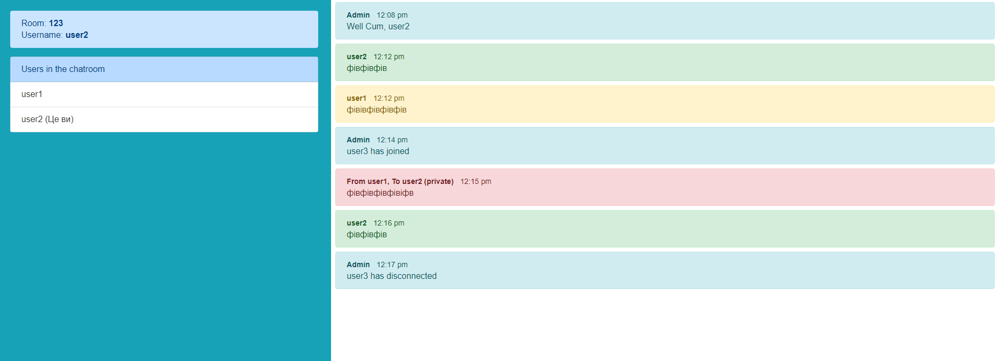 Room: 123
Username: user2
Users in the chatroom
user1
user2 (Це ви)
Admin 12:08 pm
Well Cum, user2
user2 12:12 pm
фівфівфів
user1 12:12 pm
фівівфівфівфів
Admin 12:14 pm
user3 has joined
From user1, To user2 (private) 12:15 pm
фівфівфівфівіфв
user2 12:16 pm
фівфівфів
Admin 12:17 pm
user3 has disconnected